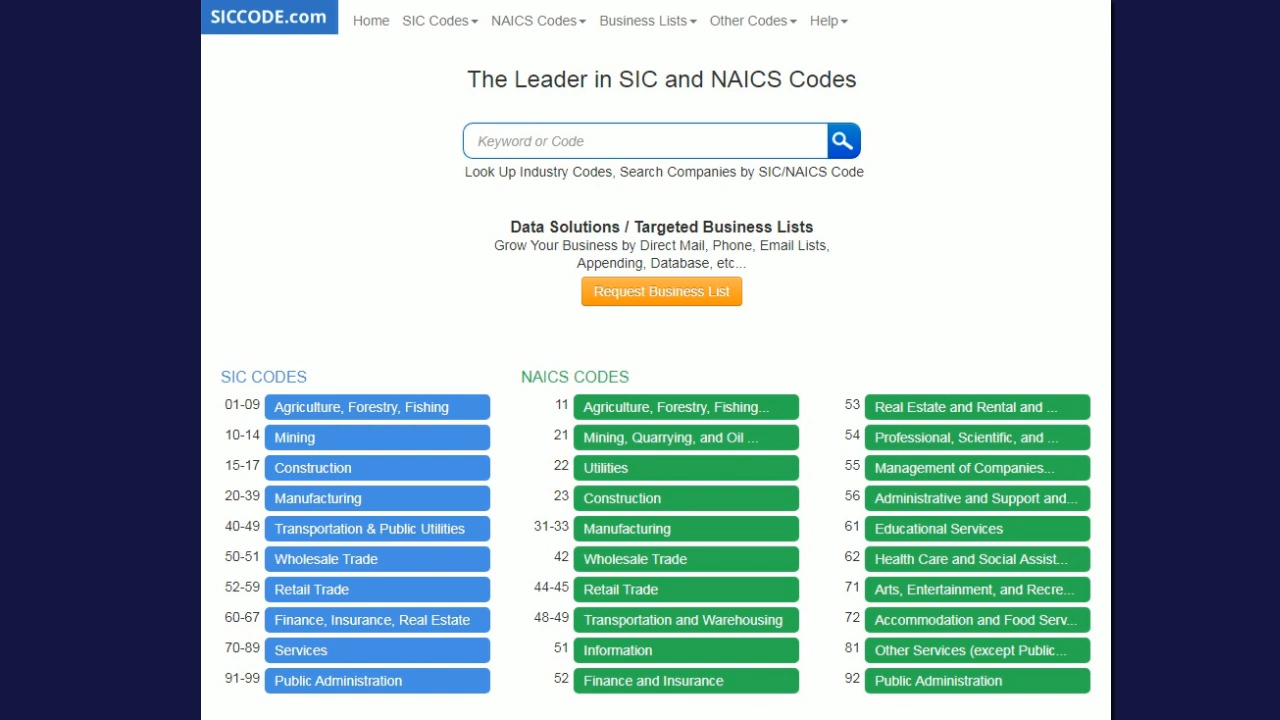 SICCODE.com
Home SIC Codes NAICS Codes Business Lists Other Codes Help
The Leader in SIC and NAICS Codes
Keyword or Code
Look Up Industry Codes, Search Companies by SIC/NAICS Code
Data Solutions / Targeted Business Lists
Grow Your Business by Direct Mail, Phone, Email Lists,
Appending, Database, etc...
Request Business List
SIC CODES
01-09 Agriculture, Forestry, Fishing
10-14 Mining
15-17 Construction
20-39 Manufacturing
40-49 Transportation & Public Utilities
50-51 Wholesale Trade
52-59 Retail Trade
60-67 Finance, Insurance, Real Estate
70-89 Services
91-99 Public Administration
NAICS CODES
11 Agriculture, Forestry, Fishing...
21 Mining, Quarrying, and Oil ...
22 Utilities
23 Construction
31-33 Manufacturing
42 Wholesale Trade
44-45 Retail Trade
48-49 Transportation and Warehousing
51 Information
52 Finance and Insurance
53 Real Estate and Rental and ...
54 Professional, Scientific, and ...
55 Management of Companies...
56 Administrative and Support and...
61 Educational Services
62 Health Care and Social Assist...
71 Arts, Entertainment, and Recre...
72 Accommodation and Food Serv...
81 Other Services (except Public...
92 Public Administration